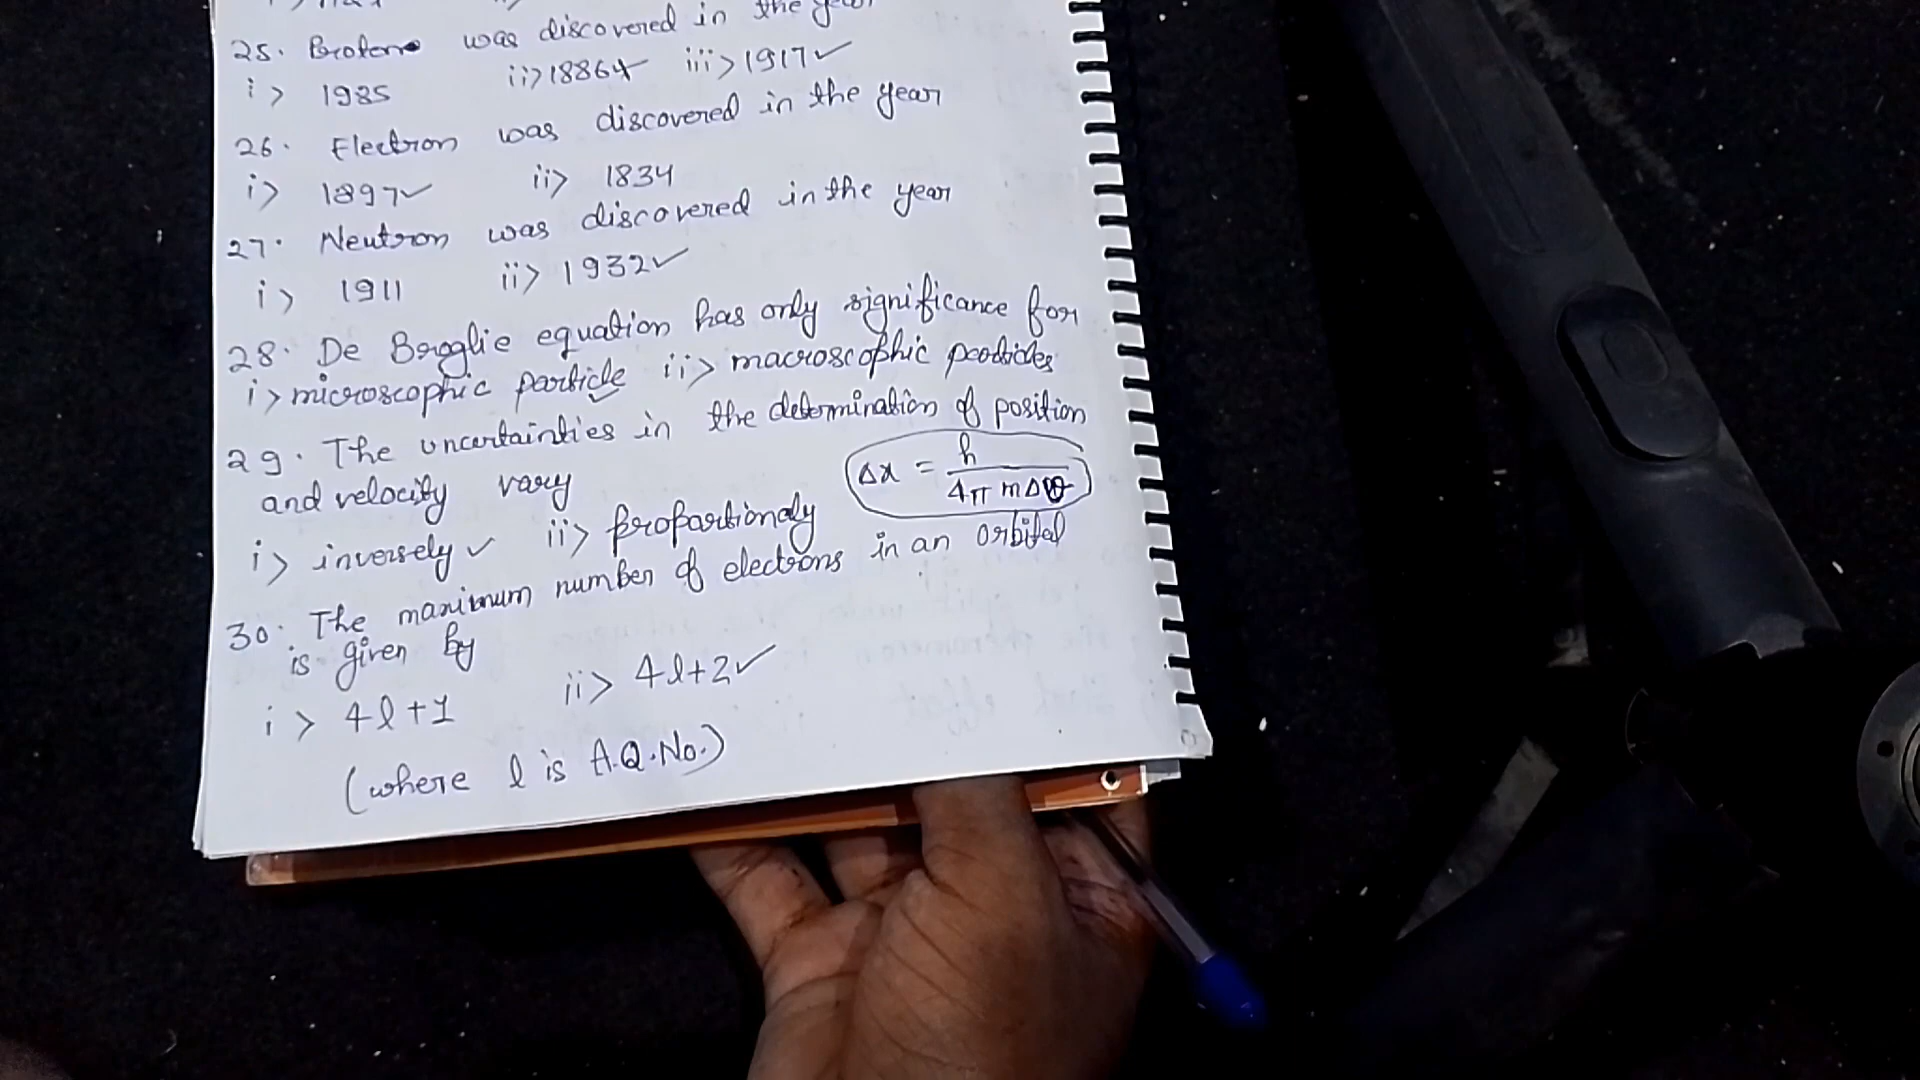 25. Proton was discovered in the year
i> 1985 ii> 1886 iii> 1917 ✓
26. Electron was discovered in the year
i> 1897 ✓ ii> 1834
27. Neutron was discovered in the year
i> 1911 ii> 1932 ✓
28. De Broglie equation has only significance for
i> microscophic particle ✓ ii> macroscophic particles
29. The uncertainties in the determination of position
and velocity vary
Δx = h / 4π mΔv
i> inversely ✓ ii> proportionaly
30. The maximum number of electrons in an orbital
is given by
i> 4l+1 ii> 4l+2 ✓
(where l is A.Q.No.)